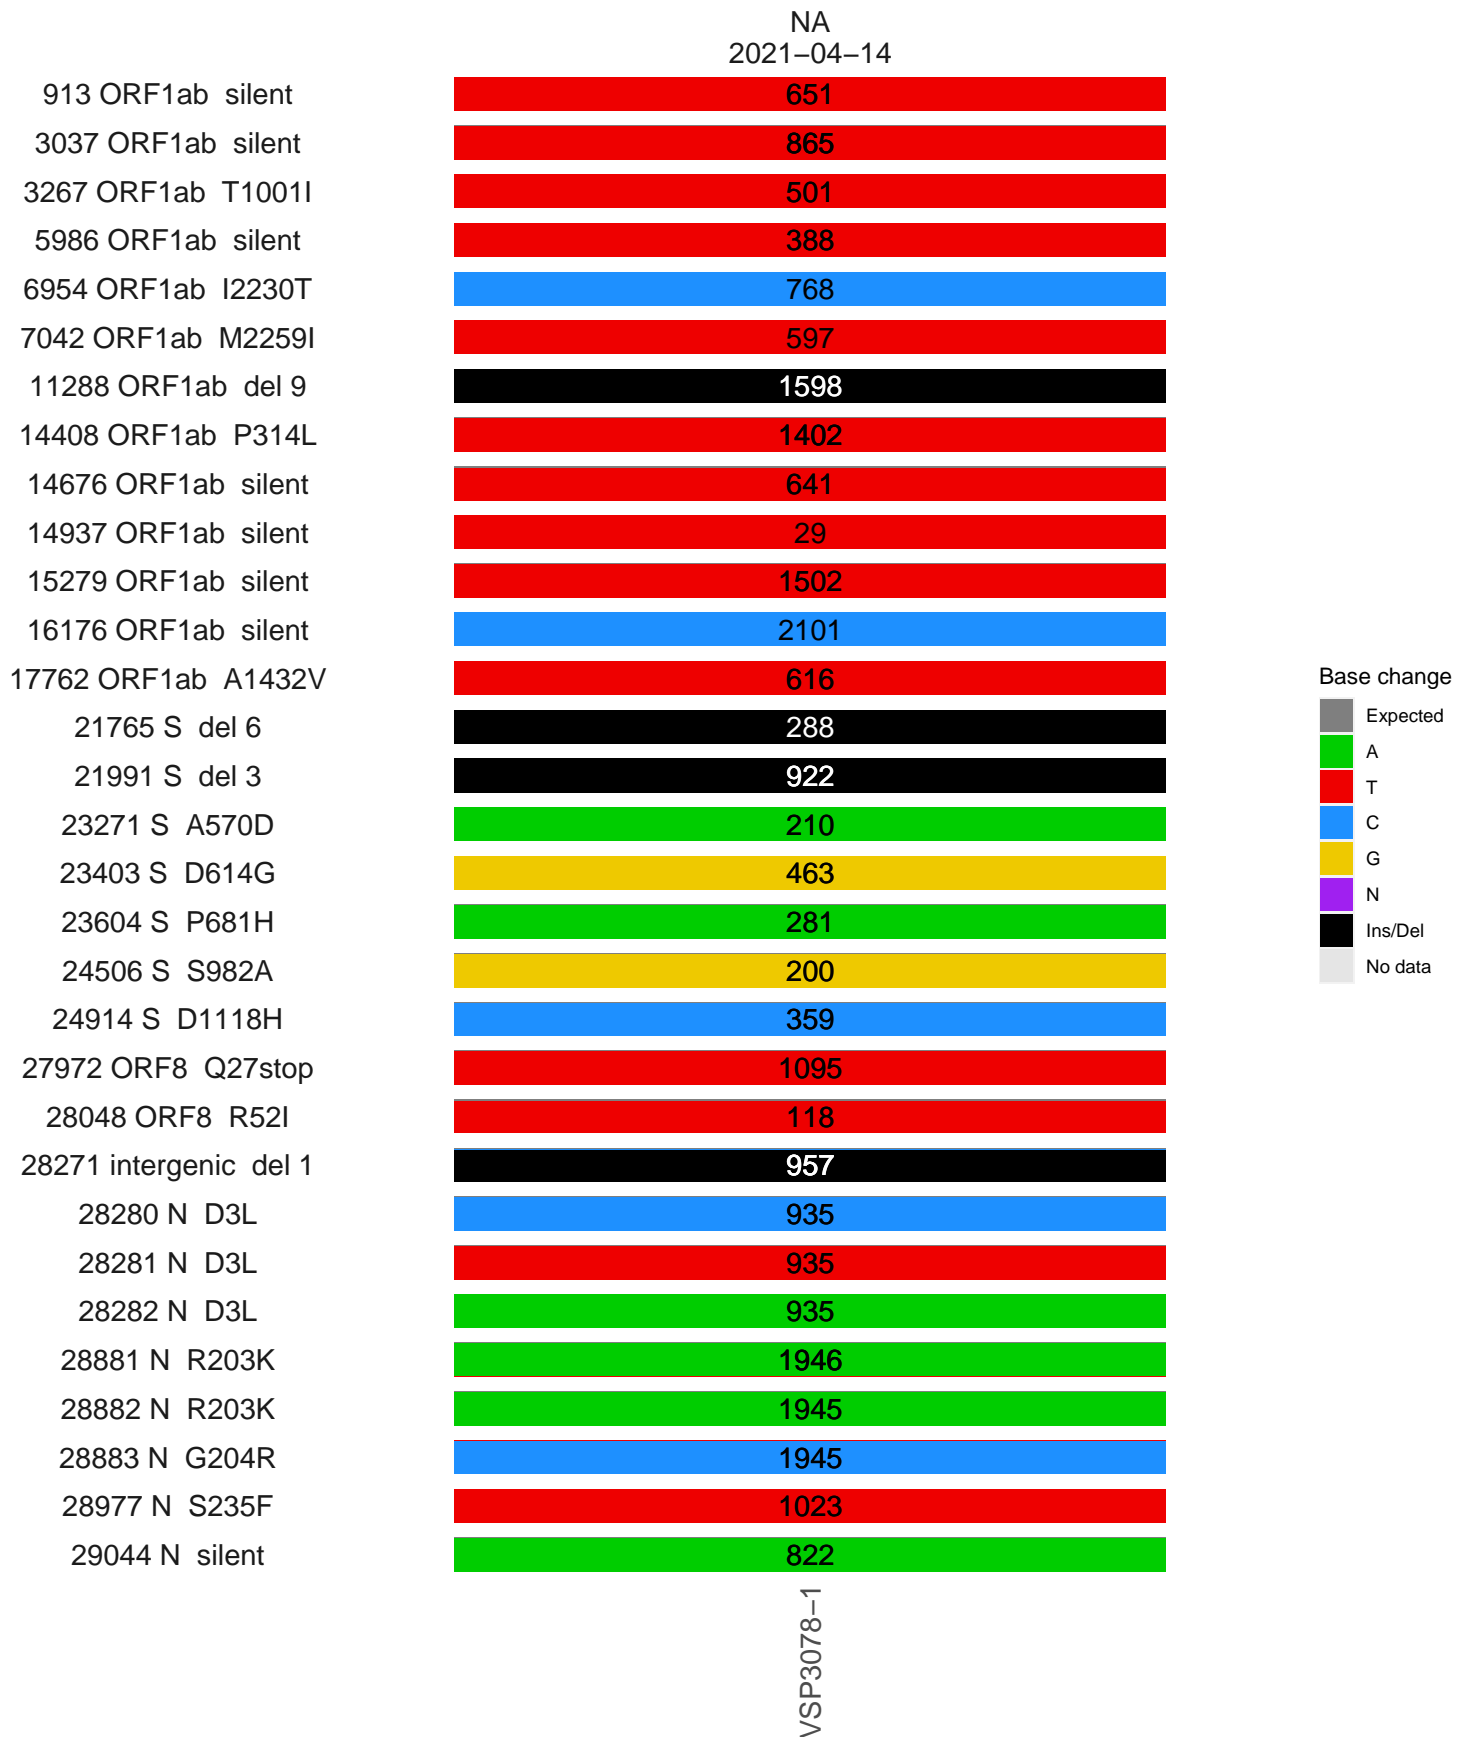 NA
2021−04−14
913 ORF1ab silent 651
3037 ORF1ab silent 865
3267 ORF1ab T1001I 501
5986 ORF1ab silent 388
6954 ORF1ab I2230T 768
7042 ORF1ab M2259I 597
11288 ORF1ab del 9 1598
14408 ORF1ab P314L 1402
14676 ORF1ab silent 641
14937 ORF1ab silent 29
15279 ORF1ab silent 1502
16176 ORF1ab silent 2101
17762 ORF1ab A1432V 616
21765 S del 6 288
21991 S del 3 922
23271 S A570D 210
23403 S D614G 463
23604 S P681H 281
24506 S S982A 200
24914 S D1118H 359
27972 ORF8 Q27stop 1095
28048 ORF8 R52I 118
28271 intergenic del 1 957
28280 N D3L 935
28281 N D3L 935
28282 N D3L 935
28881 N R203K 1946
28882 N R203K 1945
28883 N G204R 1945
28977 N S235F 1023
29044 N silent 822
VSP3078−1
Base change
Expected
A
T
C
G
N
Ins/Del
No data